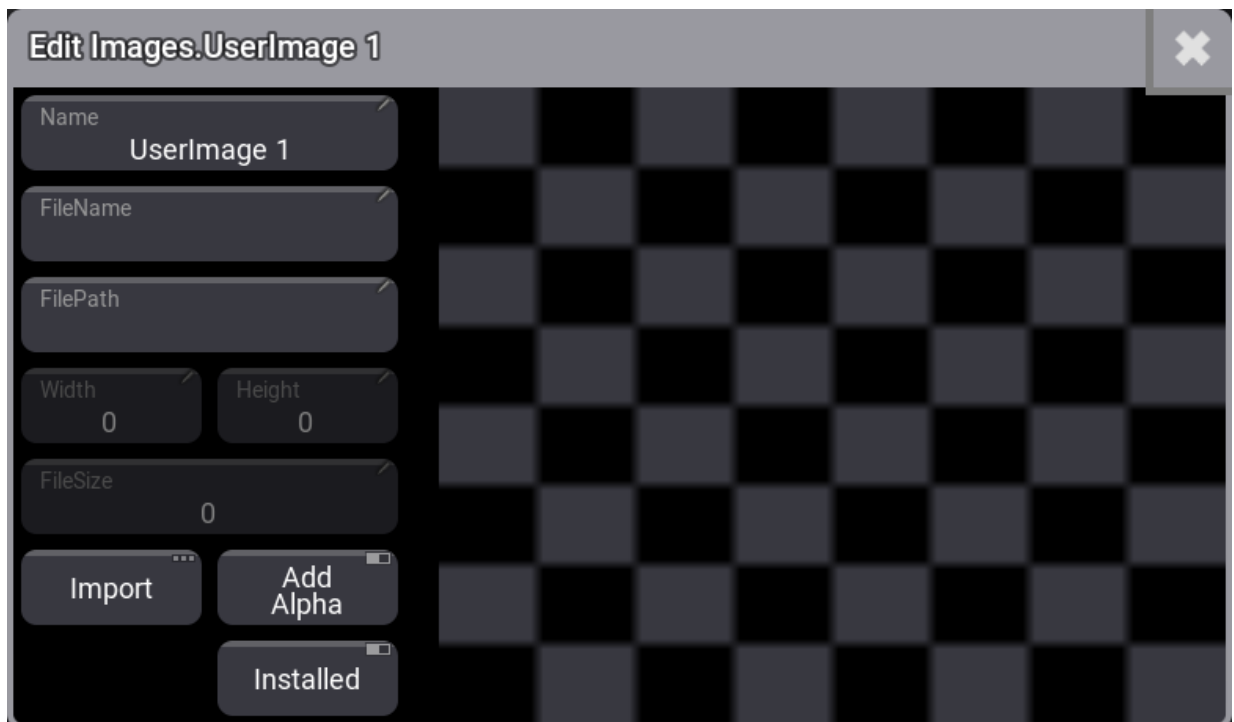 Edit Images.UserImage 1
Name
UserImage 1
FileName
FilePath
Width
0
Height
0
FileSize
0
Import
Add
Alpha
Installed